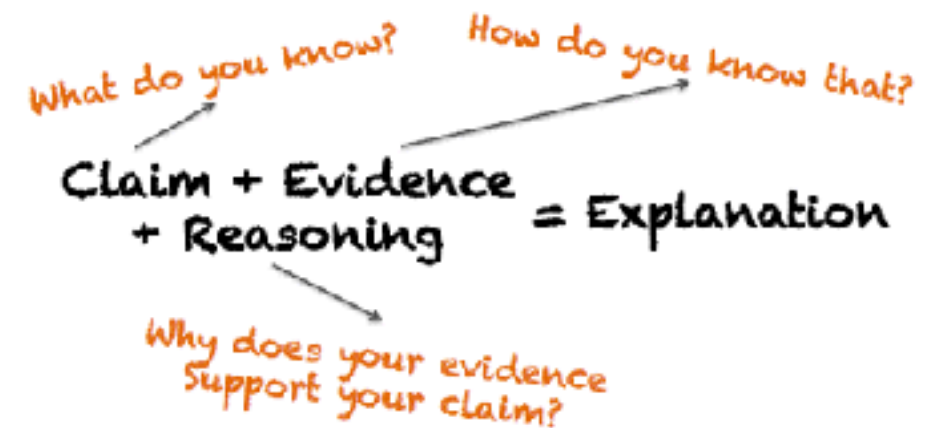 What do you know?
How do you know that?
Claim + Evidence
+ Reasoning
= Explanation
Why does your evidence
Support your claim?